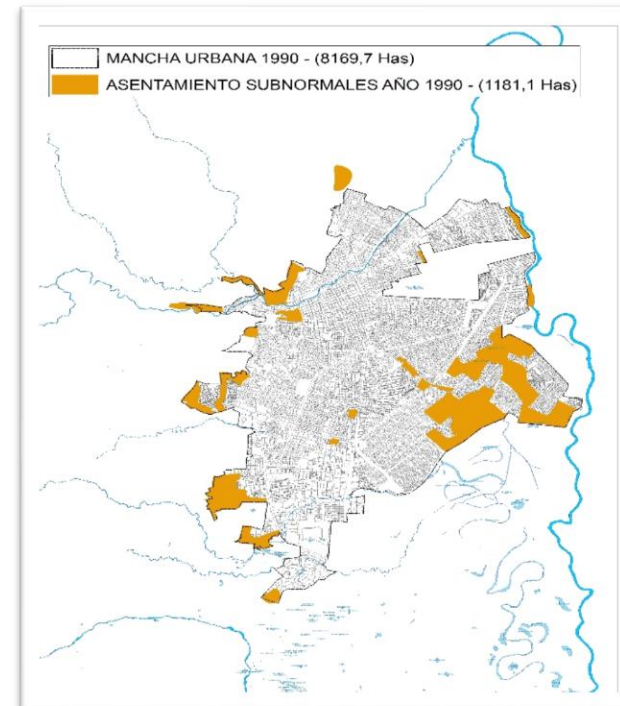 MANCHA URBANA 1990 - (8169,7 Has)
ASENTAMIENTO SUBNORMALES AÑO 1990 - (1181,1 Has)